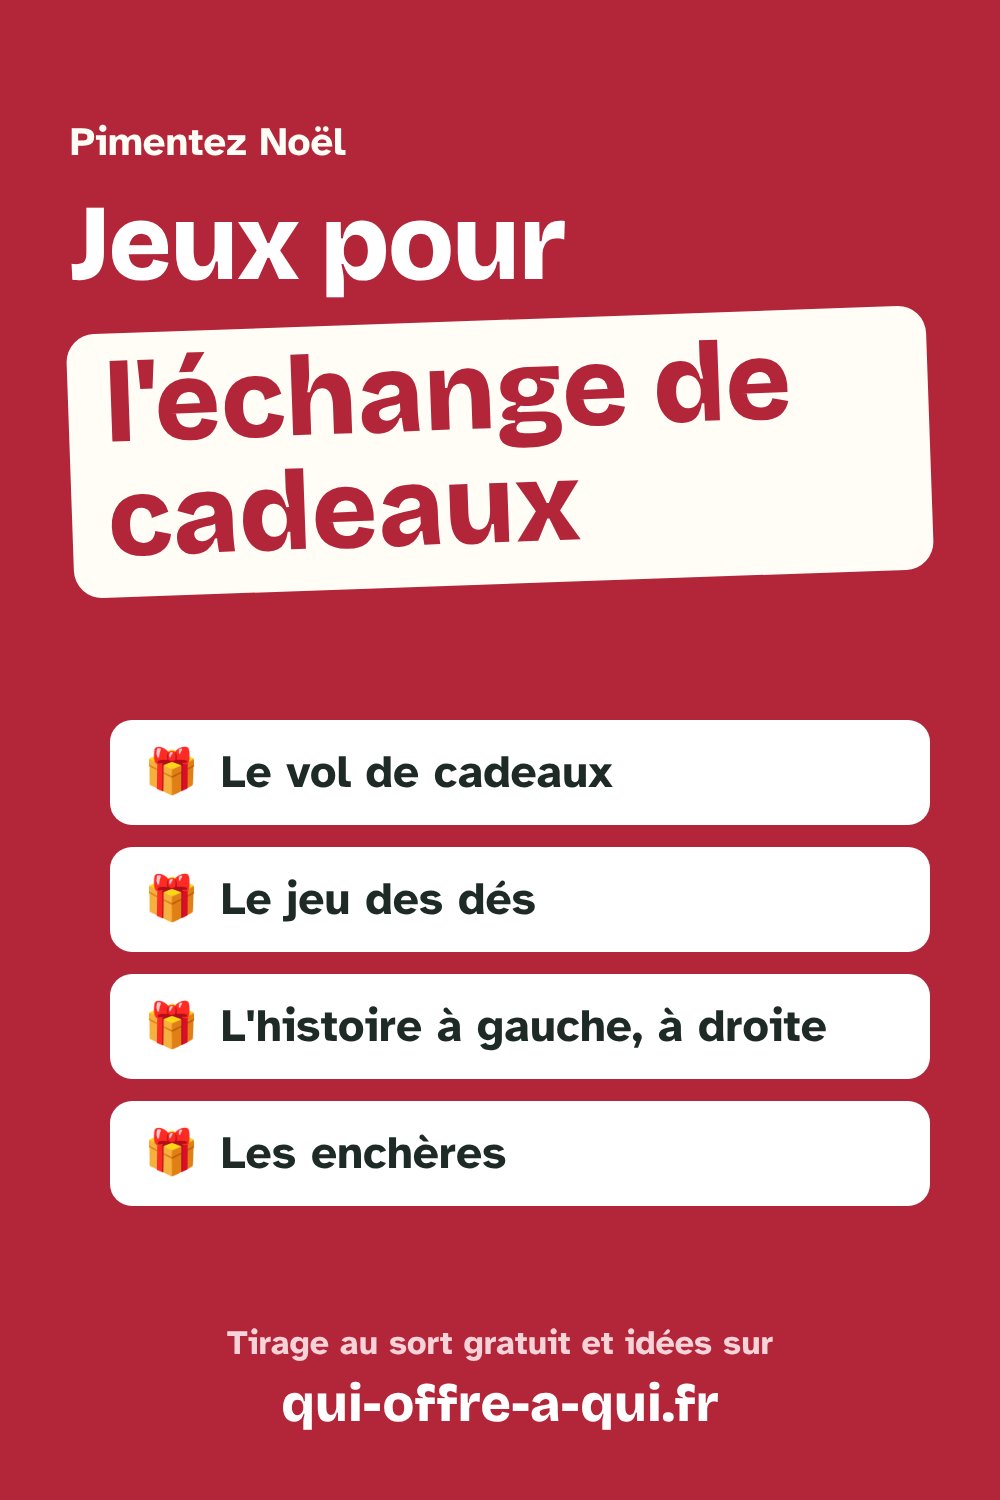 Pimentez Noël
Jeux pour
l'échange de
cadeaux
Le vol de cadeaux
Le jeu des dés
L'histoire à gauche, à droite
Les enchères
Tirage au sort gratuit et idées sur
qui-offre-a-qui.fr